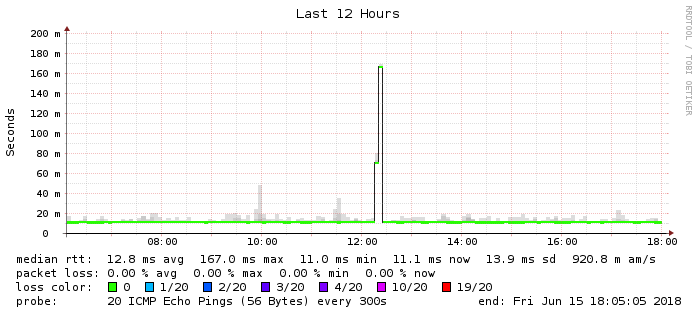 Last 12 Hours
RRDTOOL / TOBI OETIKER
Seconds
200 m
180 m
160 m
140 m
120 m
100 m
80 m
60 m
40 m
20 m
0
08:00 10:00 12:00 14:00 16:00 18:00
median rtt: 12.8 ms avg 167.0 ms max 11.0 ms min 11.1 ms now 13.9 ms sd 920.8 m am/s
packet loss: 0.00 % avg 0.00 % max 0.00 % min 0.00 % now
loss color: 0 1/20 2/20 3/20 4/20 10/20 19/20
probe: 20 ICMP Echo Pings (56 Bytes) every 300s end: Fri Jun 15 18:05:05 2018